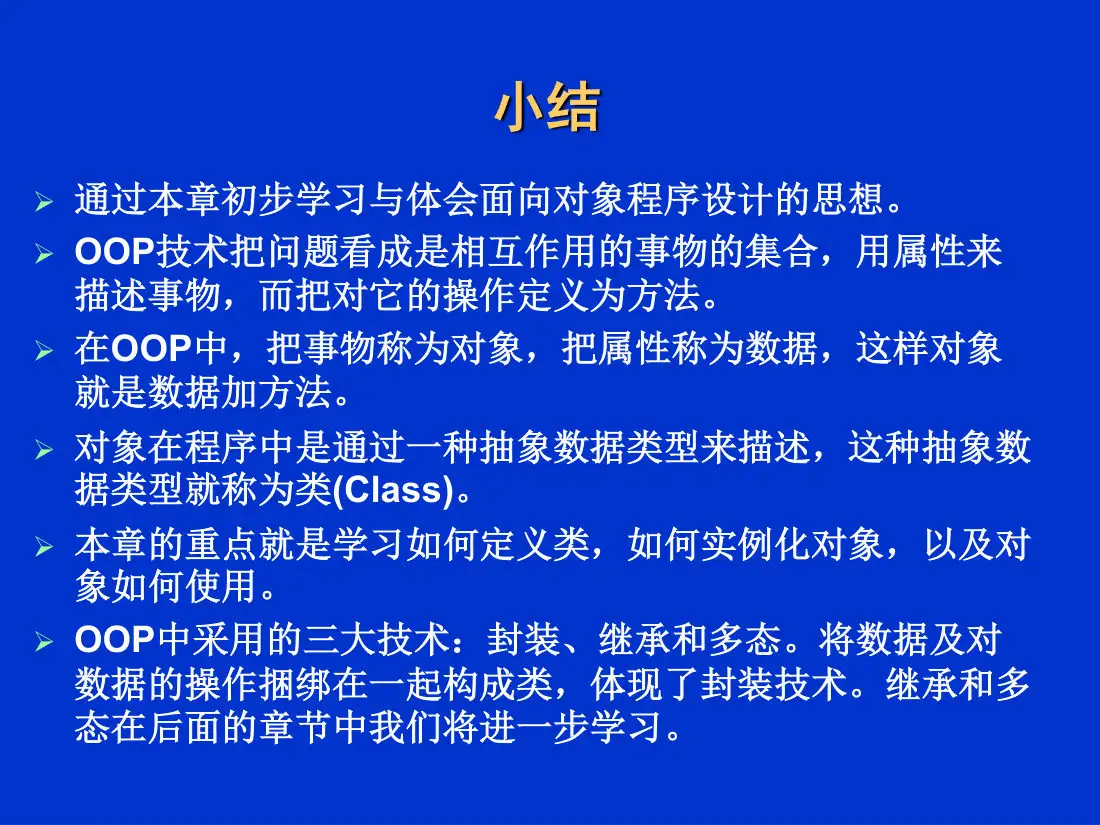 小结
通过本章初步学习与体会面向对象程序设计的思想。
OOP技术把问题看成是相互作用的事物的集合，用属性来
描述事物，而把对它的操作定义为方法。
在OOP中，把事物称为对象，把属性称为数据，这样对象
就是数据加方法。
对象在程序中是通过一种抽象数据类型来描述，这种抽象数
据类型就称为类(Class)。
本章的重点就是学习如何定义类，如何实例化对象，以及对
象如何使用。
OOP中采用的三大技术：封装、继承和多态。将数据及对
数据的操作捆绑在一起构成类，体现了封装技术。继承和多
态在后面的章节中我们将进一步学习。